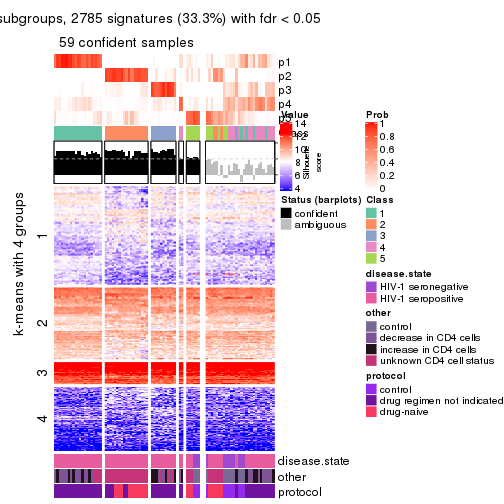 subgroups, 2785 signatures (33.3%) with fdr < 0.05
59 confident samples
p1
p2
p3
p4
Value
14
12
10
8
6
4
Silhouette
score
Prob
1
0.8
0.6
0.4
0.2
0
Status (barplots)
confident
ambiguous
Class
1
2
3
4
5
disease.state
HIV-1 seronegative
HIV-1 seropositive
other
control
decrease in CD4 cells
increase in CD4 cells
unknown CD4 cell status
protocol
control
drug regimen not indicated
drug-naive
k-means with 4 groups
1
2
3
4
disease.state
other
protocol